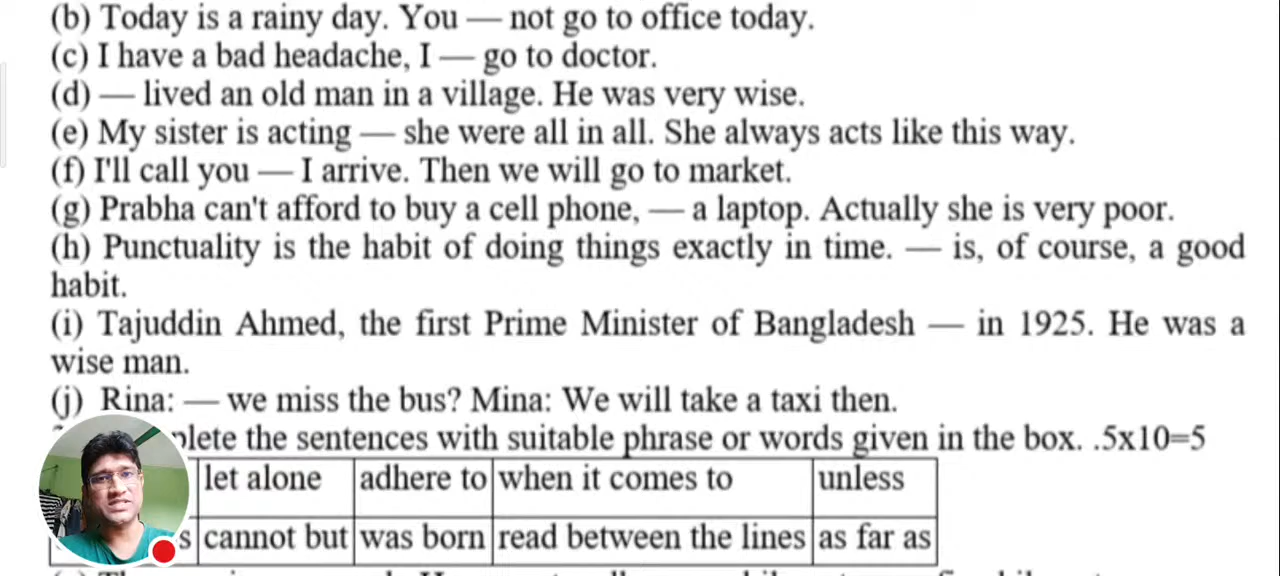 (b) Today is a rainy day. You — not go to office today.
(c) I have a bad headache, I — go to doctor.
(d) — lived an old man in a village. He was very wise.
(e) My sister is acting — she were all in all. She always acts like this way.
(f) I'll call you — I arrive. Then we will go to market.
(g) Prabha can't afford to buy a cell phone, — a laptop. Actually she is very poor.
(h) Punctuality is the habit of doing things exactly in time. — is, of course, a good
habit.
(i) Tajuddin Ahmed, the first Prime Minister of Bangladesh — in 1925. He was a
wise man.
(j) Rina: — we miss the bus? Mina: We will take a taxi then.
the sentences with suitable phrase or words given in the box. .5x10=5
let alone adhere to when it comes to unless
cannot but was born read between the lines as far as